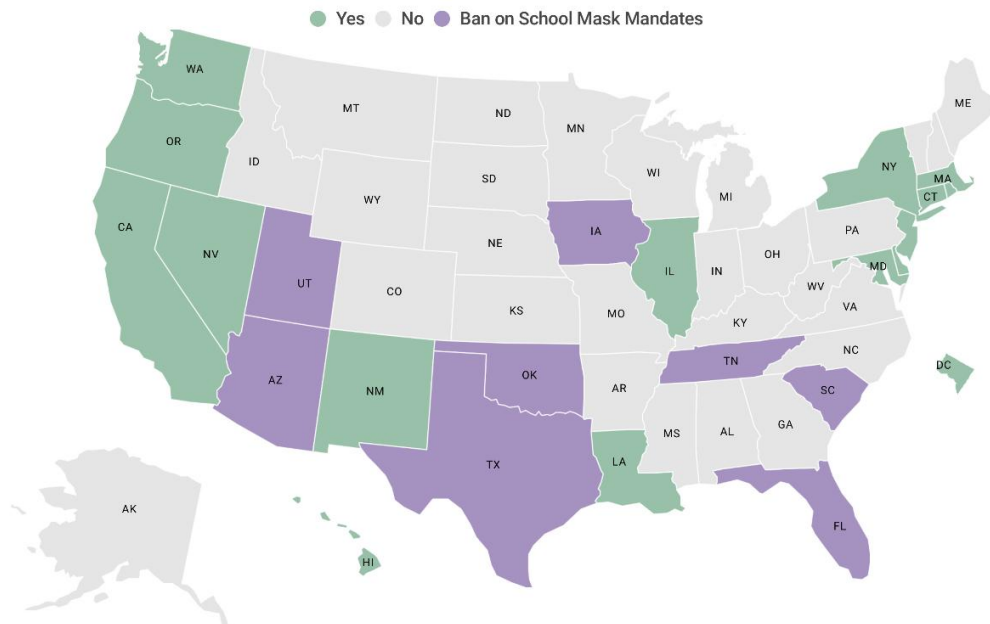 Yes No Ban on School Mask Mandates
WA
MT
ND
MN
ME
OR
ID
SD
WI
MI
NY
MA
CT
WY
CA
NV
NE
IA
PA
UT
CO
IL
IN
OH
MD
WV
VA
KS
MO
KY
NC
AZ
NM
OK
AR
TN
SC
DC
MS
AL
GA
TX
LA
FL
AK
HI